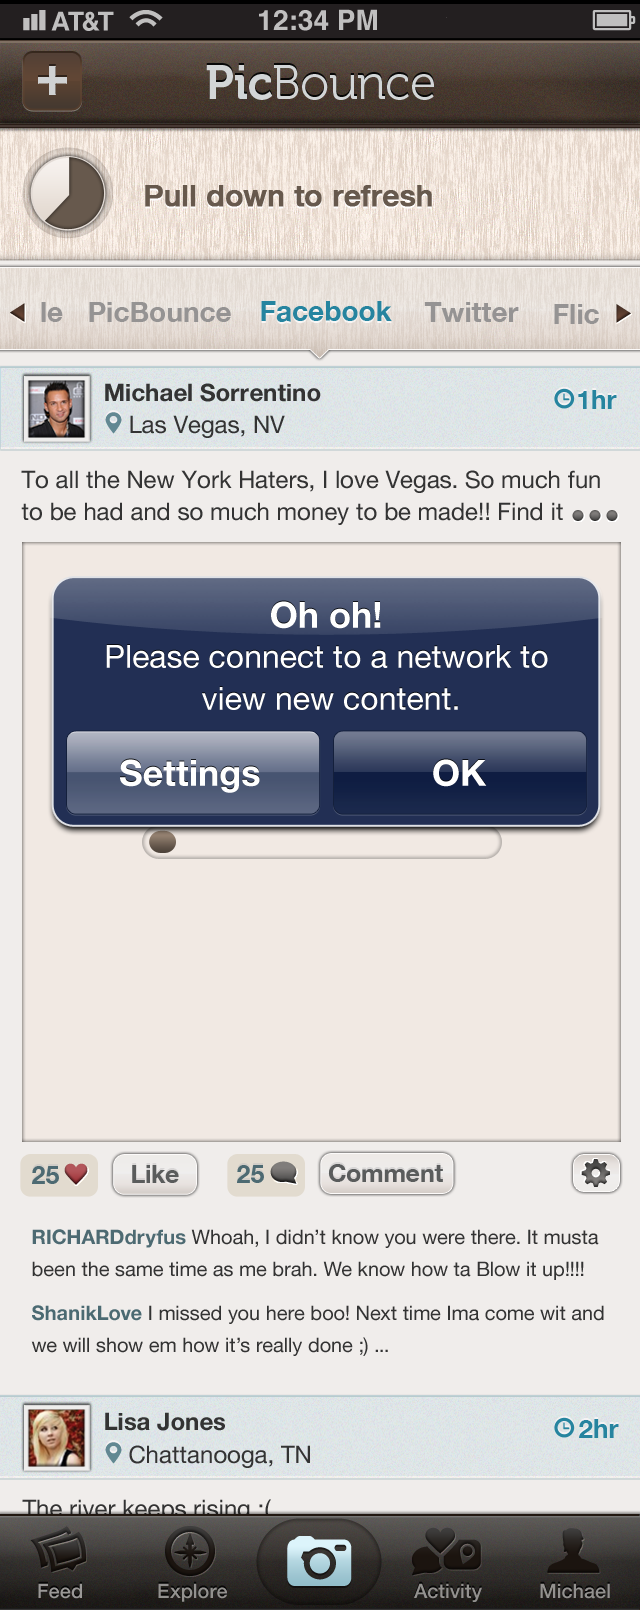 AT&T 12:34 PM
PicBounce
Pull down to refresh
le PicBounce Facebook Twitter Flic
Michael Sorrentino
1hr
Las Vegas, NV
To all the New York Haters, I love Vegas. So much fun
to be had and so much money to be made!! Find it
Oh oh!
Please connect to a network to
view new content.
Settings OK
25 Like 25 Comment
RICHARDdryfus Whoah, I didn't know you were there. It musta
been the same time as me brah. We know how ta Blow it up!!!!
ShanikLove I missed you here boo! Next time Ima come wit and
we will show em how it's really done ;) ...
Lisa Jones
2hr
Chattanooga, TN
The river keeps rising :(
Feed Explore Activity Michael